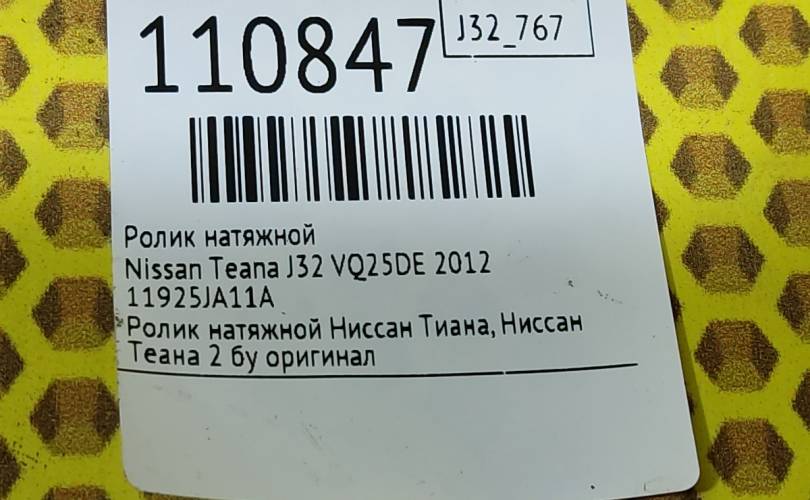 110847
J32_767
Ролик натяжной
Nissan Teana J32 VQ25DE 2012
11925JA11A
Ролик натяжной Ниссан Тиана, Ниссан
Теана 2 бу оригинал